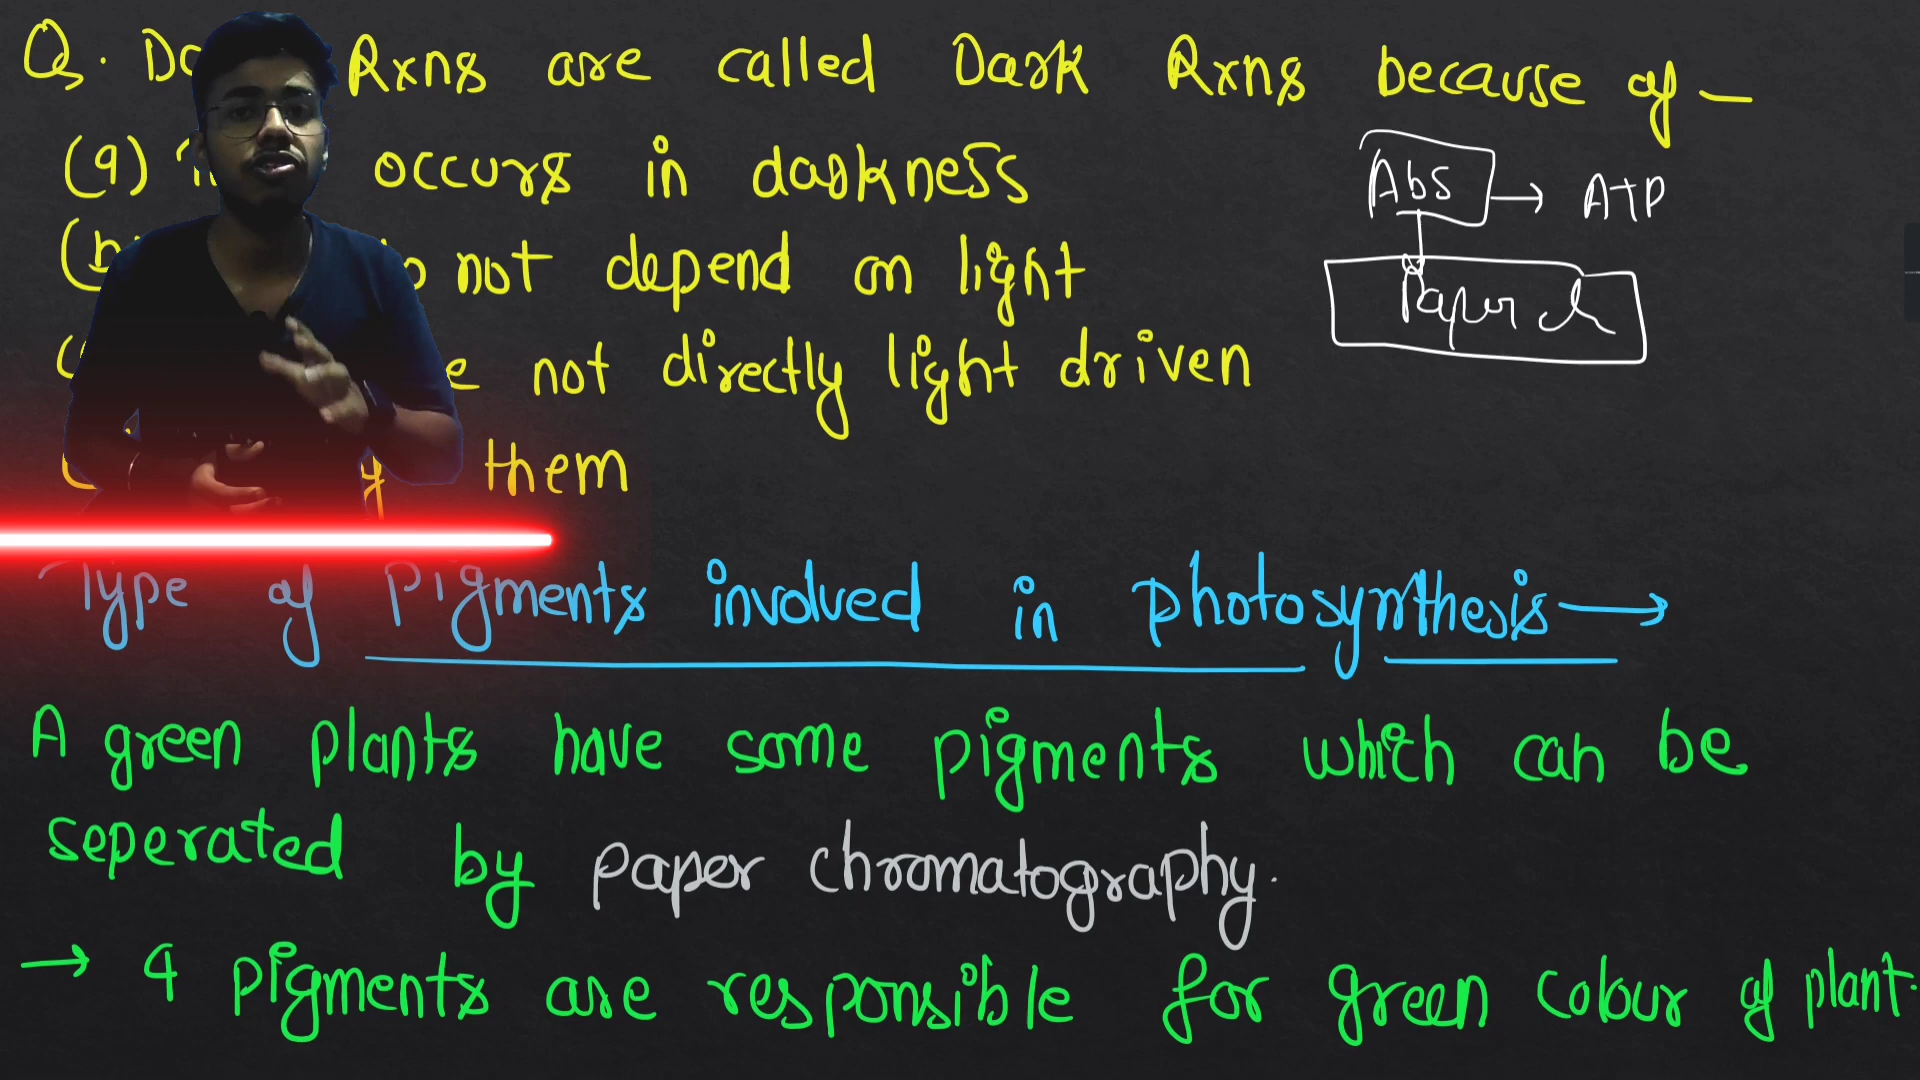 Q. Rxns are called Dark Rxns because of —
(a) occurs in darkness
not depend on light
not directly light driven
them
Abs → ATP
Paper ch
Type of Pigments involved in photosynthesis →
A green plants have some pigments which can be
seperated by paper chromatography.
→ 4 pigments are responsible for green colour of plant.